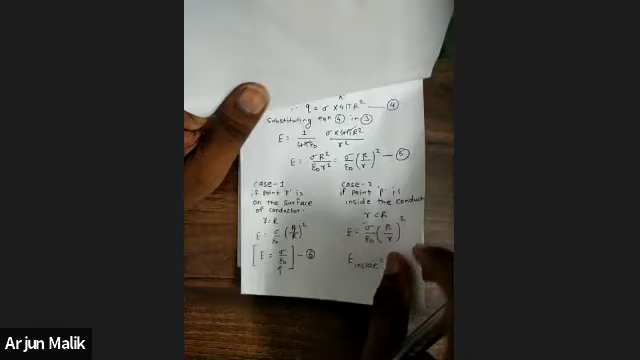 ∴ q = σ × 4πR² —— ④
Substituting eqn ④ in ③
E = 1/4πε₀ σ × 4πR²/r²
E = σR²/ε₀r² = σ/ε₀ (R/r)² — ⑤
Case-1
if point 'P' is
on the surface
of conductor.
r = R
E = σ/ε₀ (R/R)²
[E = σ/ε₀] — ⑥
Case-2
if point 'P' is
inside the conduct
r < R
E = σ/ε₀ (R/r)²
E inside =
Arjun Malik